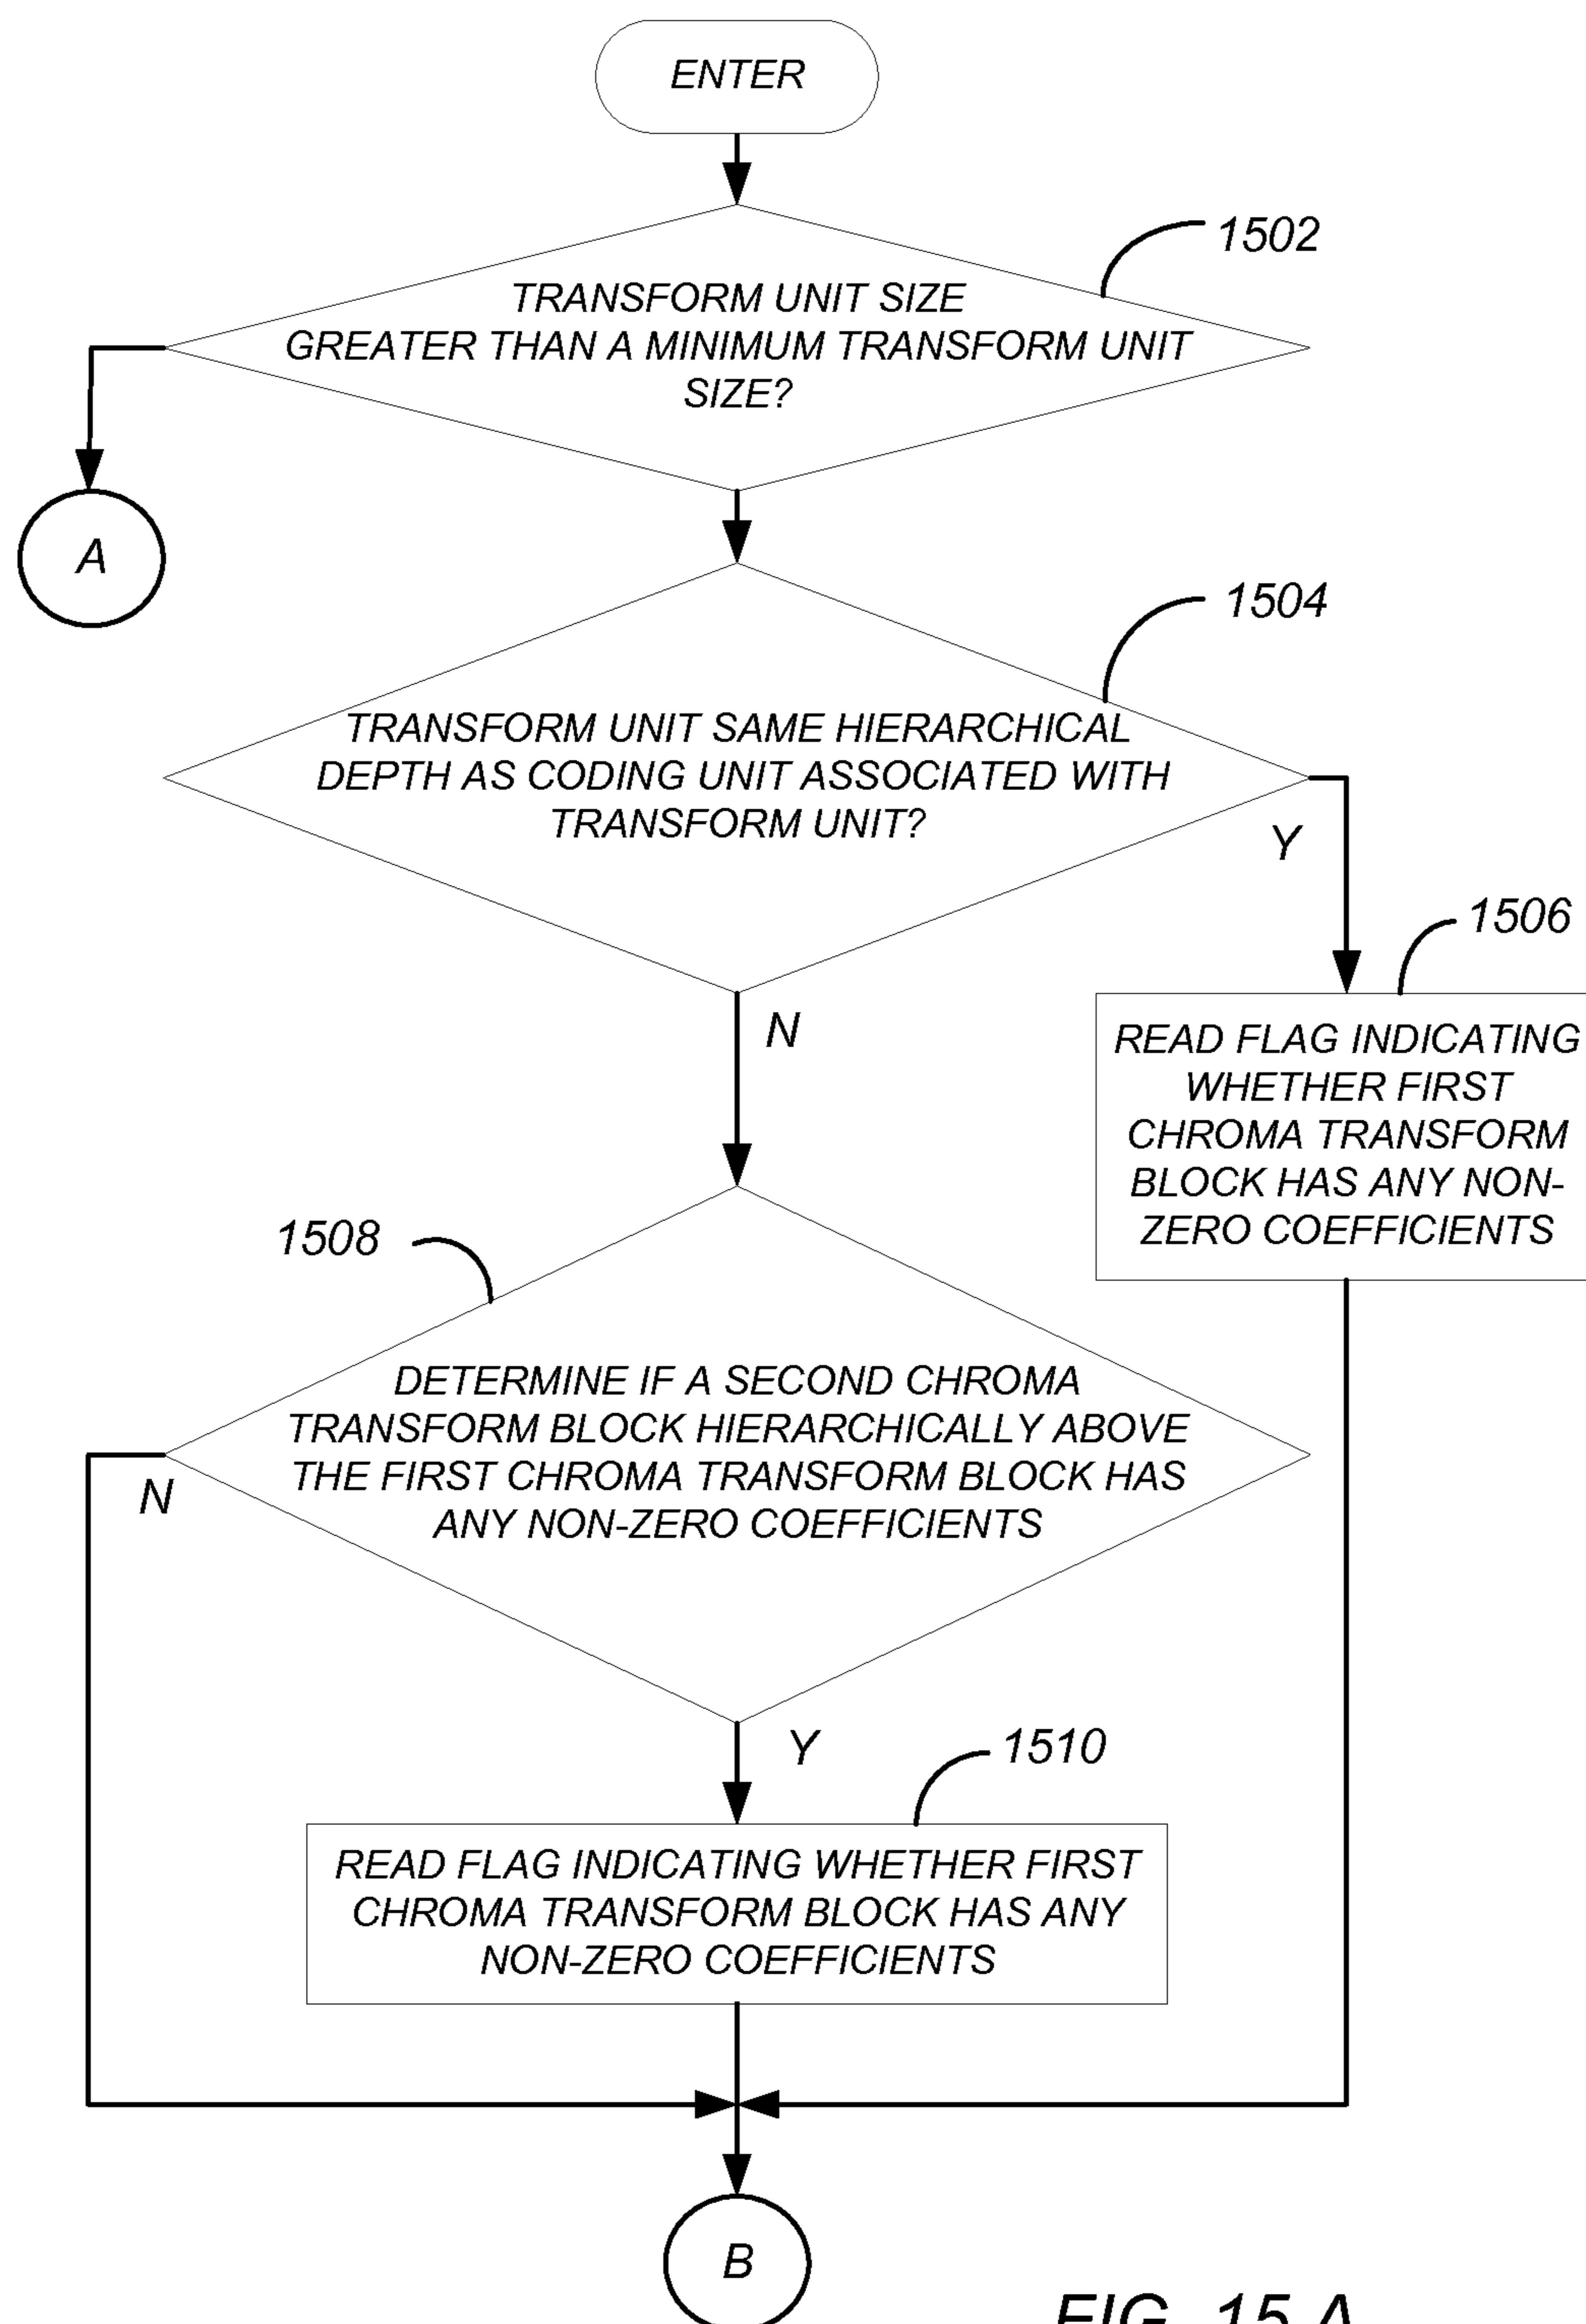 ENTER
1502
TRANSFORM UNIT SIZE
GREATER THAN A MINIMUM TRANSFORM UNIT
SIZE?
A
1504
TRANSFORM UNIT SAME HIERARCHICAL
DEPTH AS CODING UNIT ASSOCIATED WITH
TRANSFORM UNIT?
Y
1506
READ FLAG INDICATING
WHETHER FIRST
CHROMA TRANSFORM
BLOCK HAS ANY NON-
ZERO COEFFICIENTS
N
1508
DETERMINE IF A SECOND CHROMA
TRANSFORM BLOCK HIERARCHICALLY ABOVE
THE FIRST CHROMA TRANSFORM BLOCK HAS
ANY NON-ZERO COEFFICIENTS
N
Y
1510
READ FLAG INDICATING WHETHER FIRST
CHROMA TRANSFORM BLOCK HAS ANY
NON-ZERO COEFFICIENTS
B
FIG. 15 A